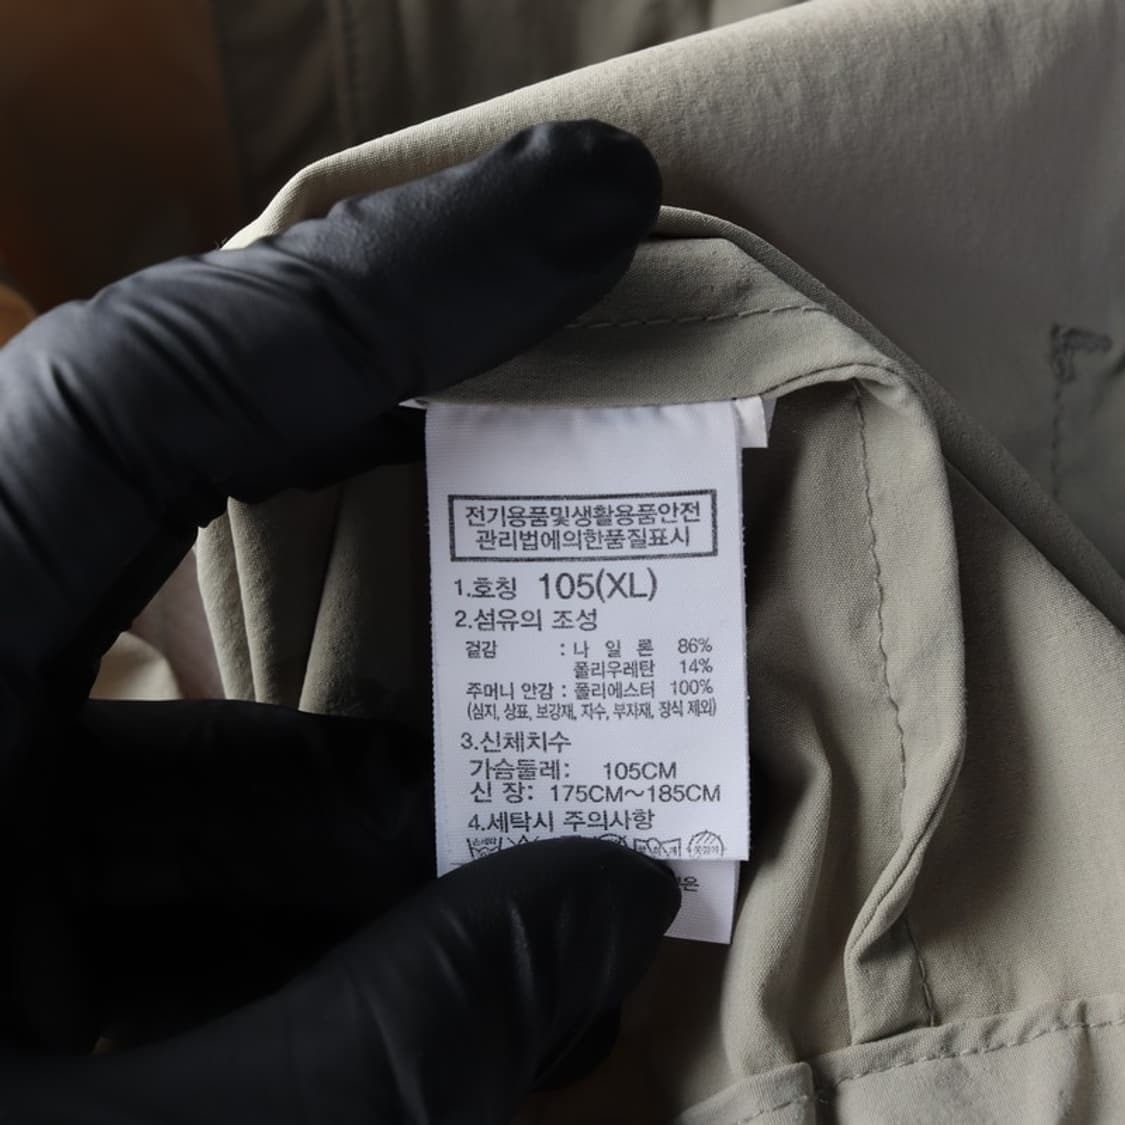 전기용품및생활용품안전
관리법에의한품질표시
1.호칭 105(XL)
2.섬유의 조성
겉감 : 나 일 론 86%
폴리우레탄 14%
주머니 안감 : 폴리에스터 100%
(심지, 상표, 보강재, 자수, 부자재, 장식 제외)
3.신체치수
가슴둘레: 105CM
신 장: 175CM~185CM
4.세탁시 주의사항